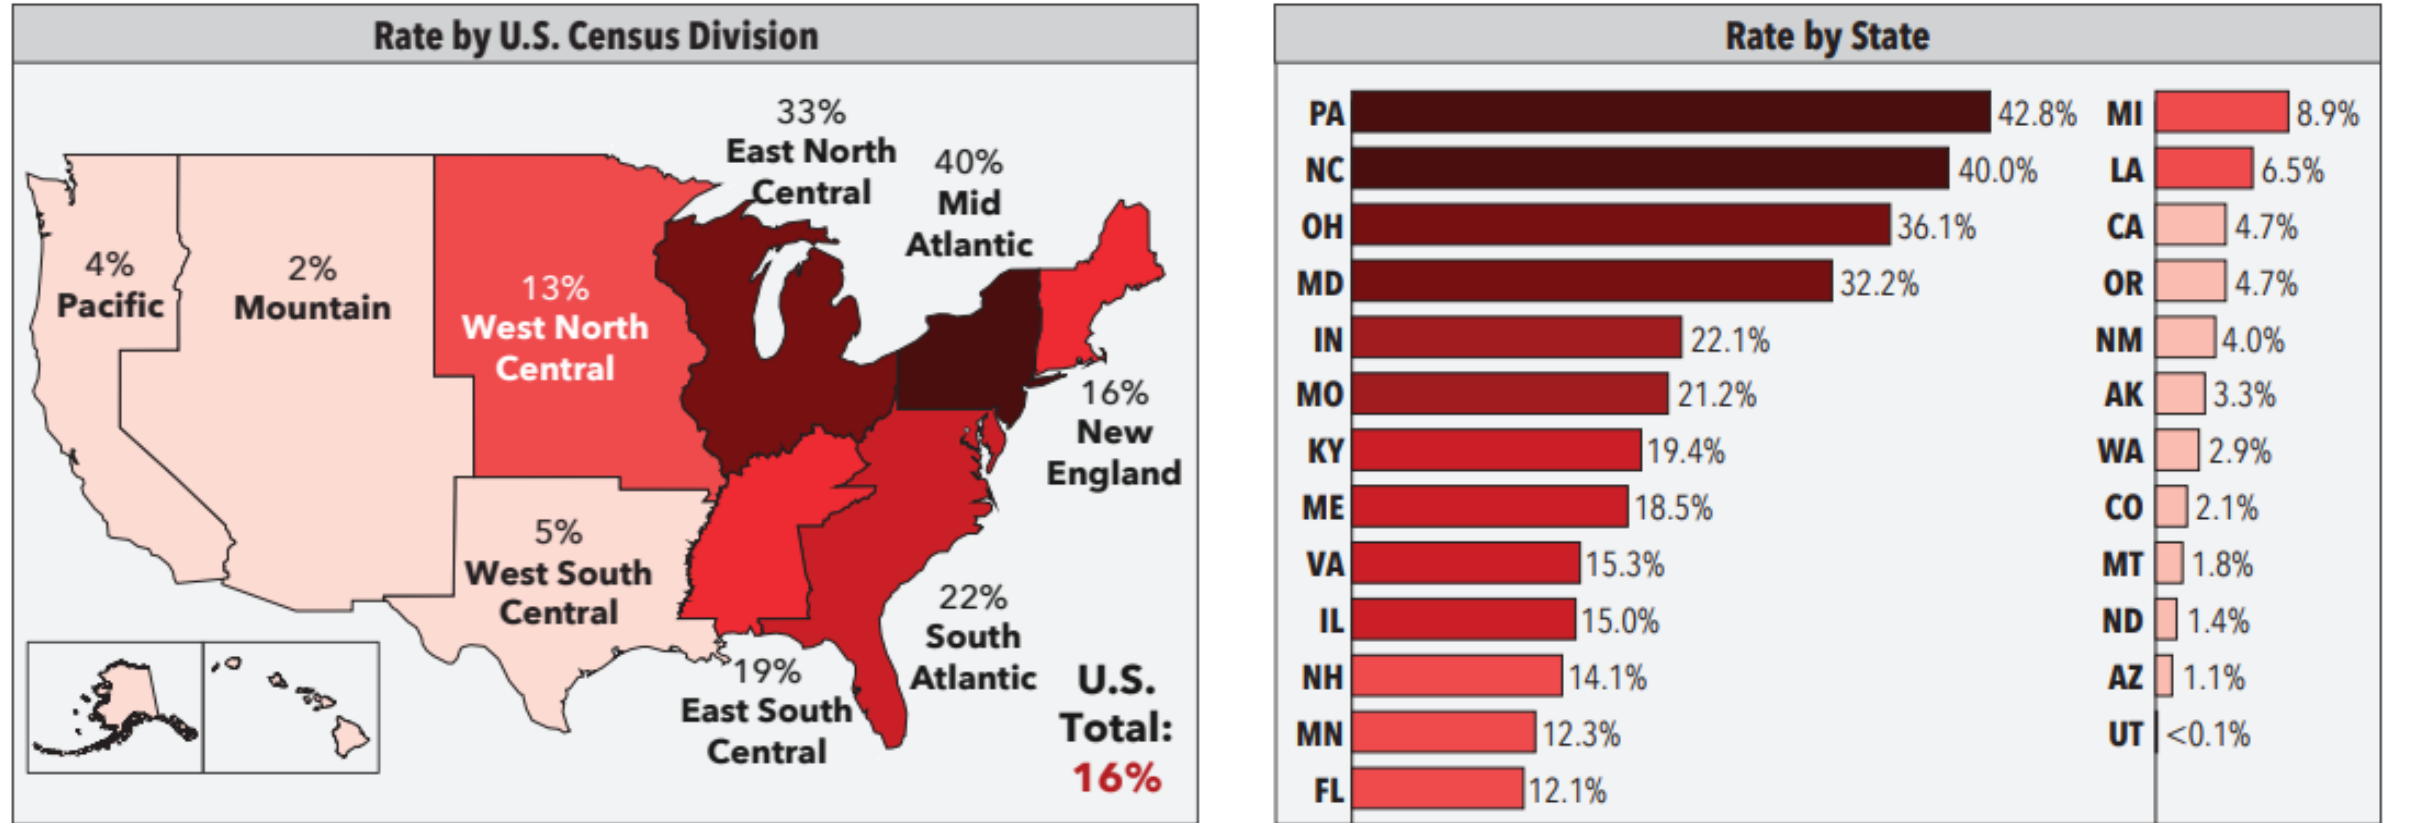 Rate by U.S. Census Division
33%
East North
Central
40%
Mid
Atlantic
4%
Pacific
2%
Mountain
13%
West North
Central
16%
New
England
5%
West South
Central
22%
South
Atlantic
19%
East South
Central
U.S.
Total:
16%
Rate by State
PA 42.8%
NC 40.0%
OH 36.1%
MD 32.2%
IN 22.1%
MO 21.2%
KY 19.4%
ME 18.5%
VA 15.3%
IL 15.0%
NH 14.1%
MN 12.3%
FL 12.1%
MI 8.9%
LA 6.5%
CA 4.7%
OR 4.7%
NM 4.0%
AK 3.3%
WA 2.9%
CO 2.1%
MT 1.8%
ND 1.4%
AZ 1.1%
UT <0.1%